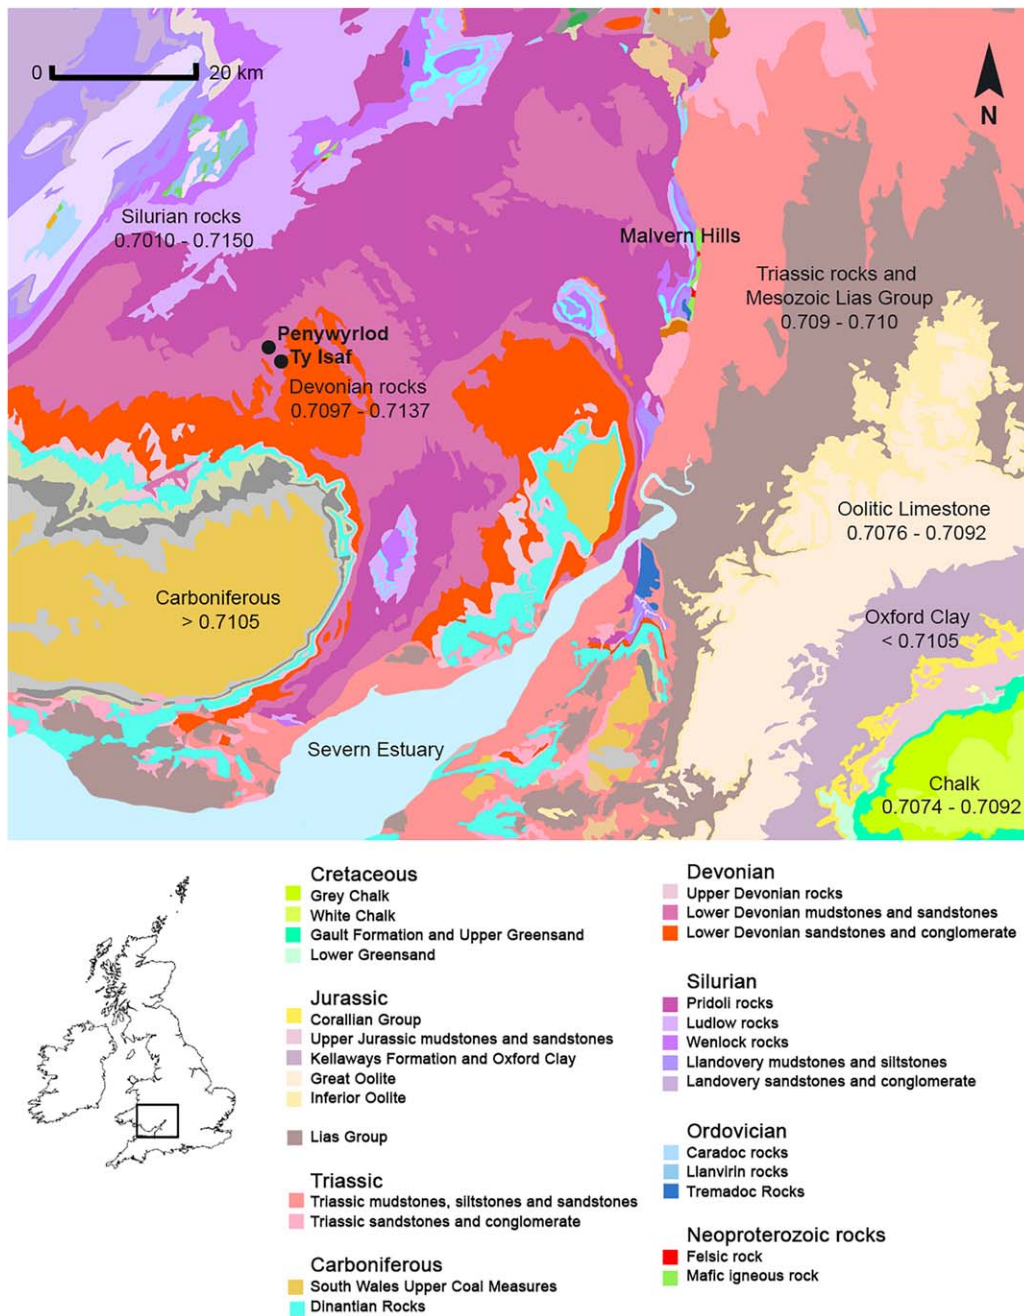 0 20 km
N
Silurian rocks
0.7010 - 0.7150
Malvern Hills
Triassic rocks and
Mesozoic Lias Group
0.709 - 0.710
Penywyrlod
Ty Isaf
Devonian rocks
0.7097 - 0.7137
Oolitic Limestone
0.7076 - 0.7092
Carboniferous
> 0.7105
Oxford Clay
< 0.7105
Severn Estuary
Chalk
0.7074 - 0.7092
Cretaceous
Grey Chalk
White Chalk
Gault Formation and Upper Greensand
Lower Greensand
Jurassic
Corallian Group
Upper Jurassic mudstones and sandstones
Kellaways Formation and Oxford Clay
Great Oolite
Inferior Oolite
Lias Group
Triassic
Triassic mudstones, siltstones and sandstones
Triassic sandstones and conglomerate
Carboniferous
South Wales Upper Coal Measures
Dinantian Rocks
Devonian
Upper Devonian rocks
Lower Devonian mudstones and sandstones
Lower Devonian sandstones and conglomerate
Silurian
Pridoli rocks
Ludlow rocks
Wenlock rocks
Llandovery mudstones and siltstones
Landovery sandstones and conglomerate
Ordovician
Caradoc rocks
Llanvirin rocks
Tremadoc Rocks
Neoproterozoic rocks
Felsic rock
Mafic igneous rock